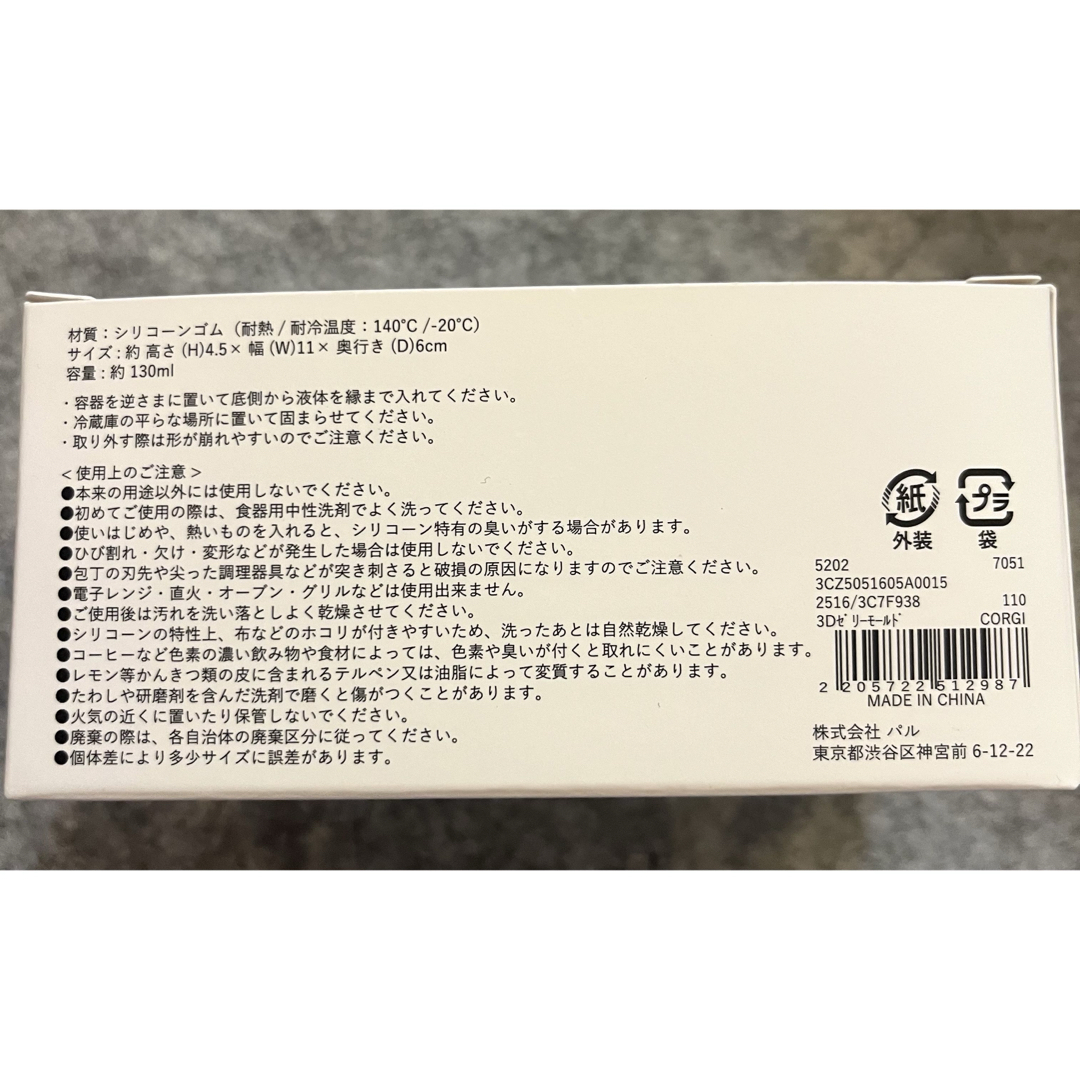 材質：シリコーンゴム（耐熱 / 耐冷温度：140°C /-20°C）
サイズ : 約 高さ (H)4.5× 幅 (W)11× 奥行き (D)6cm
容量 : 約 130ml
・容器を逆さまに置いて底側から液体を縁まで入れてください。
・冷蔵庫の平らな場所に置いて固まらせてください。
・取り外す際は形が崩れやすいのでご注意ください。
＜使用上のご注意＞
●本来の用途以外には使用しないでください。
●初めてご使用の際は、食器用中性洗剤でよく洗ってください。
●使いはじめや、熱いものを入れると、シリコーン特有の臭いがする場合があります。
●ひび割れ・欠け・変形などが発生した場合は使用しないでください。
●包丁の刃先や尖った調理器具などが突き刺さると破損の原因になりますのでご注意ください。
●電子レンジ・直火・オーブン・グリルなどは使用出来ません。
●ご使用後は汚れを洗い落としよく乾燥させてください。
●シリコーンの特性上、布などのホコリが付きやすいため、洗ったあとは自然乾燥してください。
●コーヒーなど色素の濃い飲み物や食材によっては、色素や臭いが付くと取れにくいことがあります。
●レモン等かんきつ類の皮に含まれるテルペン又は油脂によって変質することがあります。
●たわしや研磨剤を含んだ洗剤で磨くと傷がつくことがあります。
●火気の近くに置いたり保管しないでください。
●廃棄の際は、各自治体の廃棄区分に従ってください。
●個体差により多少サイズに誤差があります。
紙 プラ
外装 袋
5202 7051
3CZ5051605A0015
2516/3C7F938 110
3Dｾﾞﾘｰﾓｰﾙﾄﾞ CORGI
2 205722 512987
MADE IN CHINA
株式会社 パル
東京都渋谷区神宮前 6-12-22